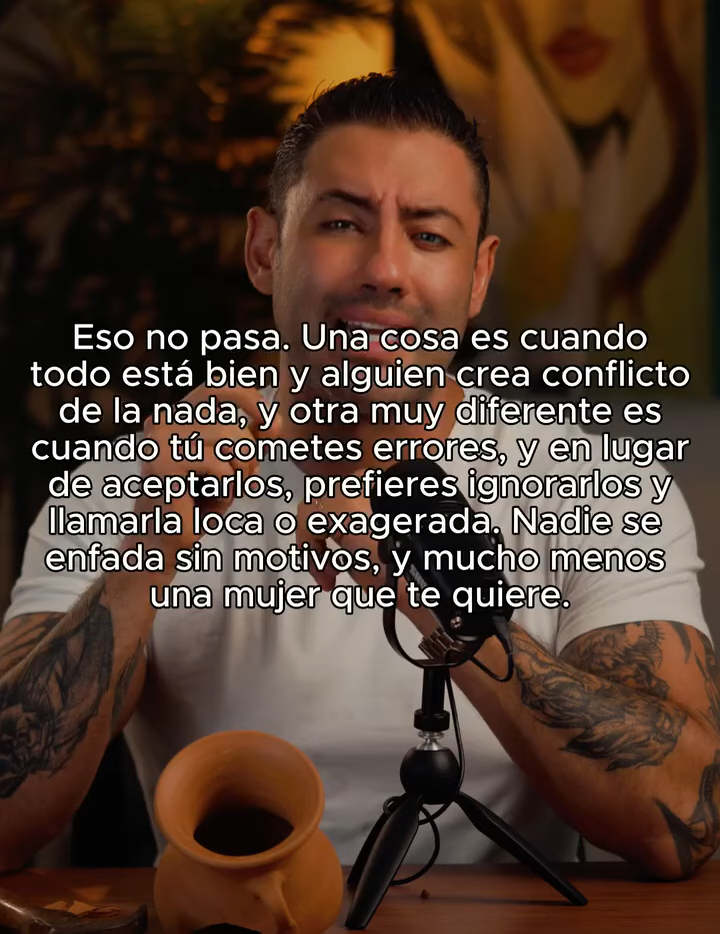 Eso no pasa. Una cosa es cuando
todo está bien y alguien crea conflicto
de la nada, y otra muy diferente es
cuando tú cometes errores, y en lugar
de aceptarlos, prefieres ignorarlos y
llamarla loca o exagerada. Nadie se
enfada sin motivos, y mucho menos
una mujer que te quiere.